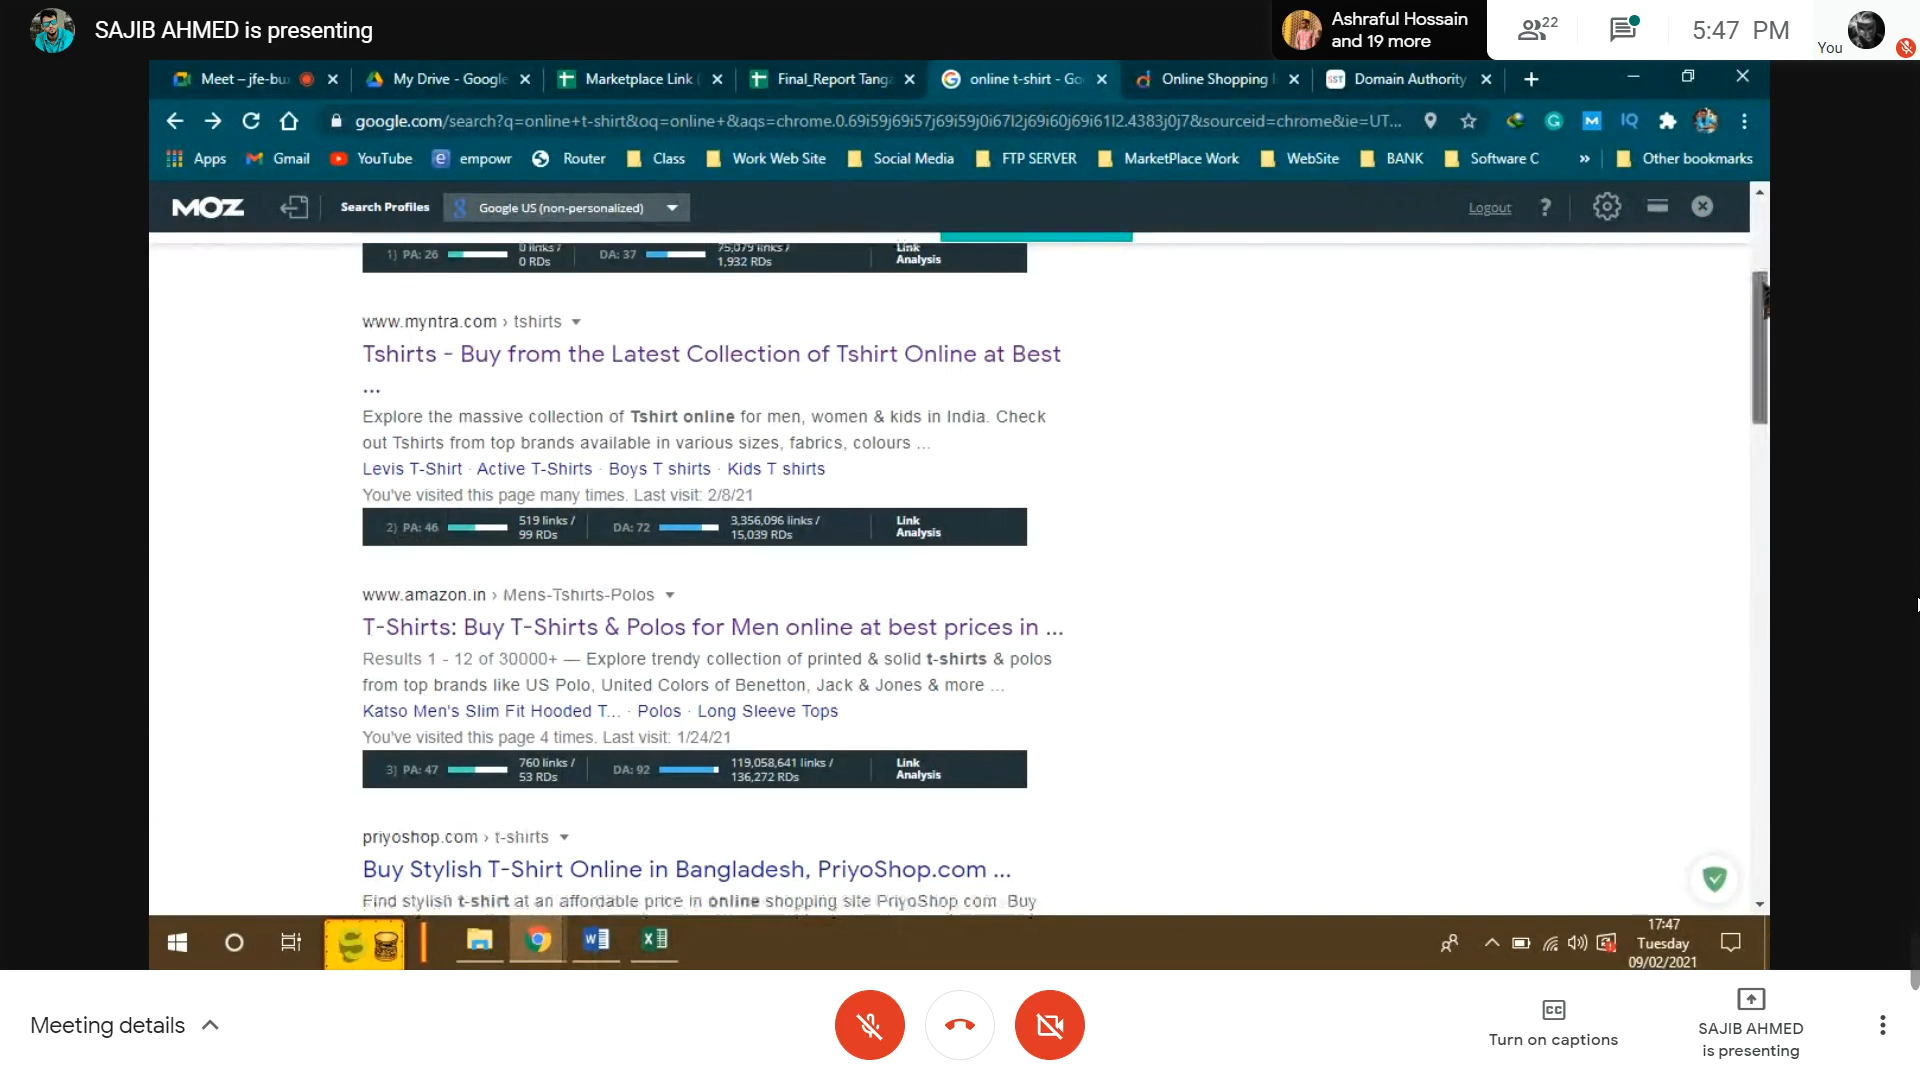 SAJIB AHMED is presenting
Ashraful Hossain
and 19 more
22
5:47 PM
You
Meet – jfe-bu
My Drive - Google
Marketplace Link
Final_Report Tang
online t-shirt - Go
Online Shopping
SST
Domain Authority
google.com/search?q=online+t-shirt&oq=online+&aqs=chrome.0.69i59j69i57j69i59j0i67l2j69i60j69i61l2.4383j0j7&sourceid=chrome&ie=UT...
Apps
Gmail
YouTube
empowr
Router
Class
Work Web Site
Social Media
FTP SERVER
MarketPlace Work
WebSite
BANK
Software C
»
Other bookmarks
MOZ
Search Profiles
Google US (non-personalized)
Logout
?
1) PA: 26
0 links /
0 RDs
DA: 37
75,079 links /
1,932 RDs
Link
Analysis
www.myntra.com › tshirts
Tshirts - Buy from the Latest Collection of Tshirt Online at Best
...
Explore the massive collection of Tshirt online for men, women & kids in India. Check
out Tshirts from top brands available in various sizes, fabrics, colours ...
Levis T-Shirt · Active T-Shirts · Boys T shirts · Kids T shirts
You've visited this page many times. Last visit: 2/8/21
2) PA: 46
519 links /
99 RDs
DA: 72
3,356,096 links /
15,039 RDs
Link
Analysis
www.amazon.in › Mens-Tshirts-Polos
T-Shirts: Buy T-Shirts & Polos for Men online at best prices in ...
Results 1 - 12 of 30000+ — Explore trendy collection of printed & solid t-shirts & polos
from top brands like US Polo, United Colors of Benetton, Jack & Jones & more ...
Katso Men's Slim Fit Hooded T... · Polos · Long Sleeve Tops
You've visited this page 4 times. Last visit: 1/24/21
3) PA: 47
760 links /
53 RDs
DA: 92
119,058,641 links /
136,272 RDs
Link
Analysis
priyoshop.com › t-shirts
Buy Stylish T-Shirt Online in Bangladesh, PriyoShop.com ...
Find stylish t-shirt at an affordable price in online shopping site PriyoShop com Buy
17:47
Tuesday
09/02/2021
Meeting details
Turn on captions
SAJIB AHMED
is presenting